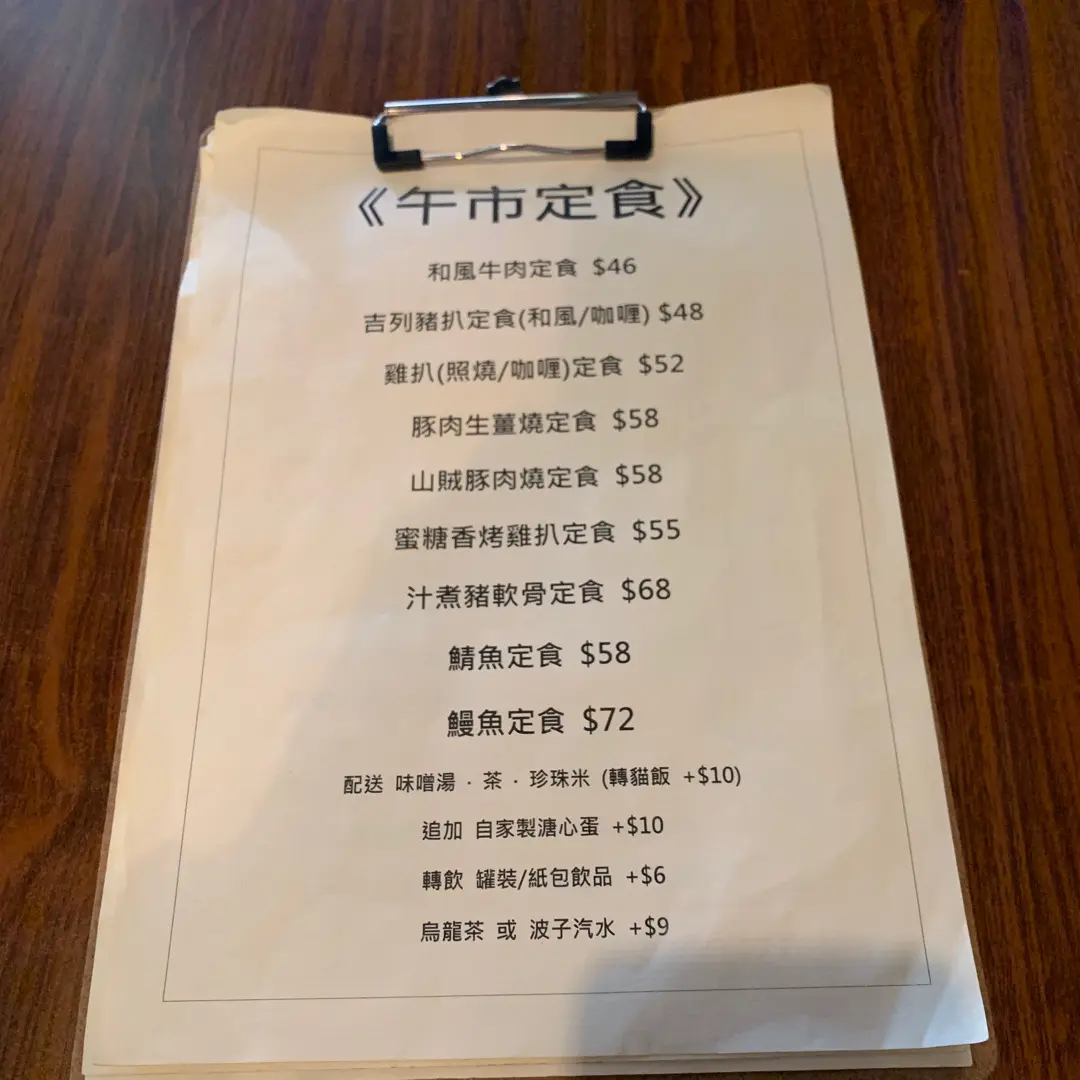 《午市定食》
和風牛肉定食 $46
吉列豬扒定食(和風/咖喱) $48
雞扒(照燒/咖喱)定食 $52
豚肉生薑燒定食 $58
山賊豚肉燒定食 $58
蜜糖香烤雞扒定食 $55
汁煮豬軟骨定食 $68
鯖魚定食 $58
鰻魚定食 $72
配送 味噌湯 · 茶 · 珍珠米 (轉貓飯 +$10)
追加 自家製溏心蛋 +$10
轉飲 罐裝/紙包飲品 +$6
烏龍茶 或 波子汽水 +$9